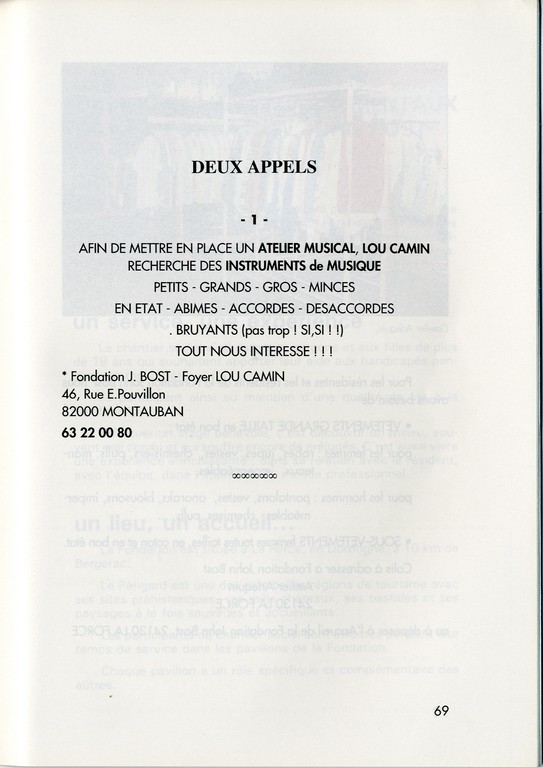 DEUX APPELS
- 1 -
AFIN DE METTRE EN PLACE UN ATELIER MUSICAL, LOU CAMIN
RECHERCHE DES INSTRUMENTS de MUSIQUE
PETITS - GRANDS - GROS - MINCES
EN ETAT - ABIMES - ACCORDES - DESACCORDES
. BRUYANTS (pas trop ! SI,SI ! !)
TOUT NOUS INTERESSE ! ! !
* Fondation J. BOST - Foyer LOU CAMIN
46, Rue E.Pouvillon
82000 MONTAUBAN
63 22 00 80
∞∞∞∞∞
69